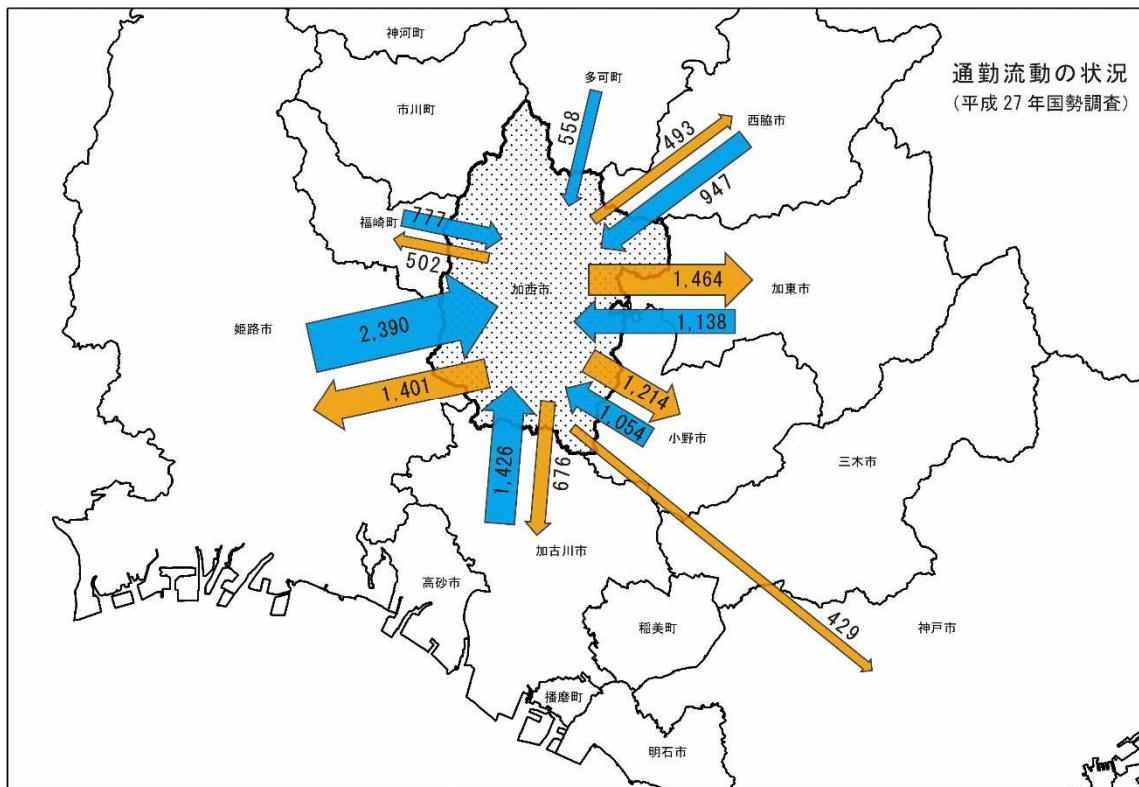 通勤流動の状況
(平成27年国勢調査)
神河町
多可町
市川町
西脇市
558
493
947
福崎町
777
502
加西市
1,464
加東市
1,138
姫路市
2,390
1,401
1,214
1,054
小野市
1,426
676
三木市
加古川市
高砂市
429
稲美町
神戸市
播磨町
明石市